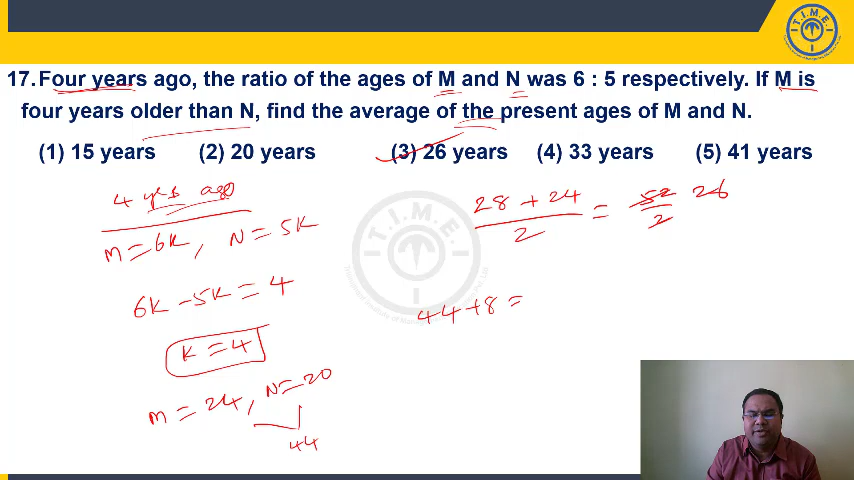 T.I.M.E.
17. Four years ago, the ratio of the ages of M and N was 6 : 5 respectively. If M is
four years older than N, find the average of the present ages of M and N.
(1) 15 years (2) 20 years (3) 26 years (4) 33 years (5) 41 years
4 yrs ago
M = 6K, N = 5K
6K - 5K = 4
K = 4
M = 24, N = 20
44
28 + 24 / 2 = 52 / 2 26
T.I.M.E.
44 + 8 =